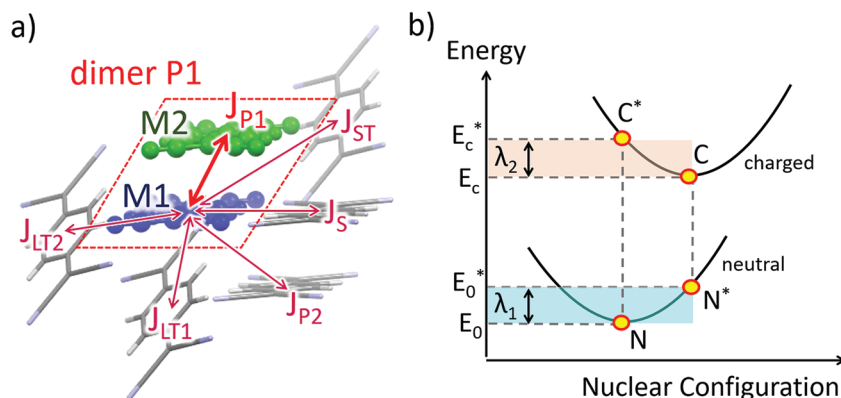 a)
dimer P1
M2
J_P1
J_ST
M1
J_S
J_LT2
J_LT1
J_P2
b)
Energy
C*
E_c*
λ_2
C
E_c
charged
E_0*
neutral
λ_1
N*
E_0
N
Nuclear Configuration